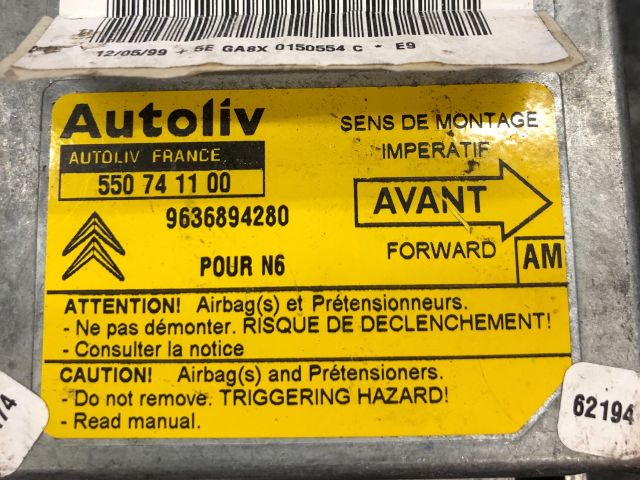 12/05/99 + 5E GA8X 0150554 C * E9
Autoliv
AUTOLIV FRANCE
550 74 11 00
9636894280
POUR N6
SENS DE MONTAGE
IMPERATIF
AVANT
FORWARD
AM
ATTENTION! Airbag(s) et Prétensionneurs.
- Ne pas démonter. RISQUE DE DECLENCHEMENT!
- Consulter la notice
CAUTION! Airbag(s) and Prétensioners.
- Do not remove. TRIGGERING HAZARD!
- Read manual.
62194